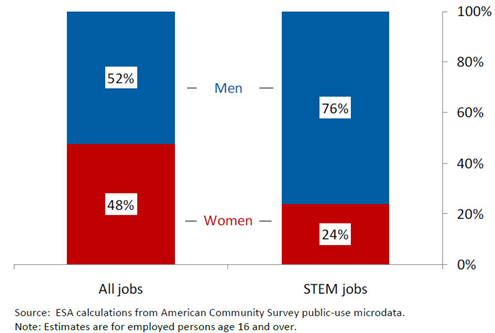 100%
52%
Men
80%
76%
60%
40%
48%
Women
24%
20%
0%
All jobs
STEM jobs
Source: ESA calculations from American Community Survey public-use microdata.
Note: Estimates are for employed persons age 16 and over.